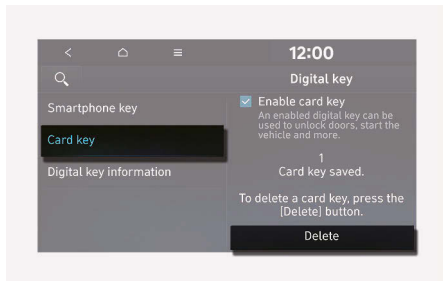 12:00
Digital key
Smartphone key
Card key
Digital key information
Enable card key
An enabled digital key can be
used to unlock doors, start the
vehicle and more.
1
Card key saved.
To delete a card key, press the
[Delete] button.
Delete